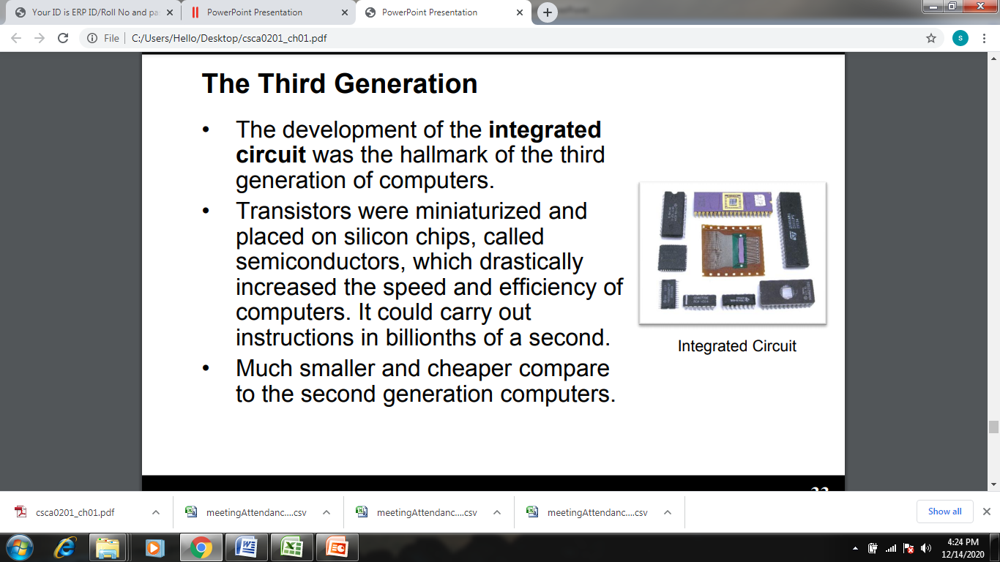 Your ID is ERP ID/Roll No and pa
PowerPoint Presentation
PowerPoint Presentation
File
C:/Users/Hello/Desktop/csca0201_ch01.pdf
s
The Third Generation
• The development of the integrated
circuit was the hallmark of the third
generation of computers.
• Transistors were miniaturized and
placed on silicon chips, called
semiconductors, which drastically
increased the speed and efficiency of
computers. It could carry out
instructions in billionths of a second.
• Much smaller and cheaper compare
to the second generation computers.
Integrated Circuit
csca0201_ch01.pdf
meetingAttendanc....csv
meetingAttendanc....csv
meetingAttendanc....csv
Show all
4:24 PM
12/14/2020